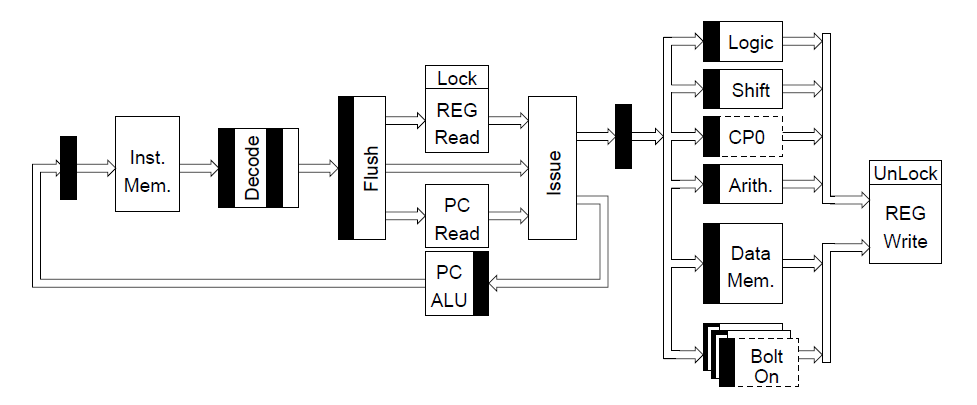 Inst.
Mem.
Decode
Flush
Lock
REG
Read
PC
Read
PC
ALU
Issue
Logic
Shift
CP0
Arith.
Data
Mem.
Bolt
On
UnLock
REG
Write